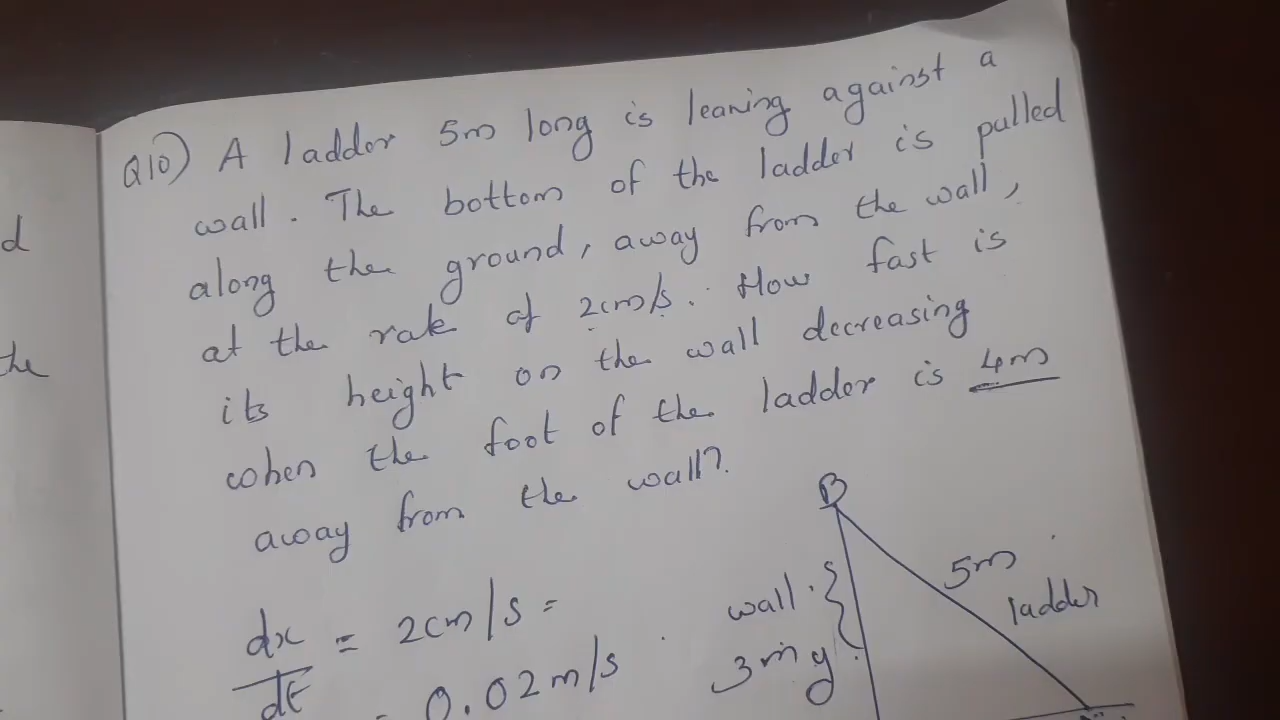 d
the
Q10) A ladder 5m long is leaning against a
wall. The bottom of the ladder is pulled
along the ground, away from the wall,
at the rate of 2cm/s. How fast is
its height on the wall decreasing
when the foot of the ladder is 4m
away from the wall?
B
5m
ladder
wall
3m y
dx/dt = 2cm/s =
= 0.02m/s